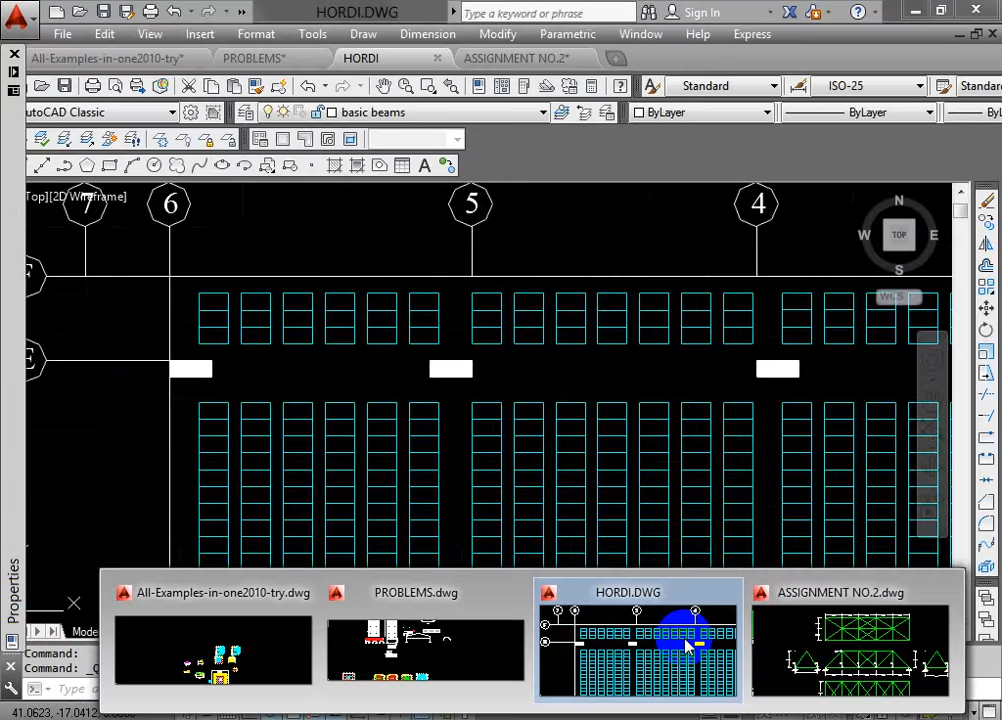 HORDI.DWG
Type a keyword or phrase
Sign In
File Edit View Insert Format Tools Draw Dimension Modify Parametric Window Help Express
All-Examples-in-one2010-try* PROBLEMS* HORDI ASSIGNMENT NO.2*
Standard ISO-25 Standard
utoCAD Classic basic beams ByLayer ByLayer
A
Top][2D Wireframe]
7 6 5 4
N
W TOP E
S
WCS
F
E
Properties
All-Examples-in-one2010-try.dwg PROBLEMS.dwg HORDI.DWG ASSIGNMENT NO.2.dwg
Mode
Command:
Command: _Q
Type
41.0623, -17.0412, 0.0000